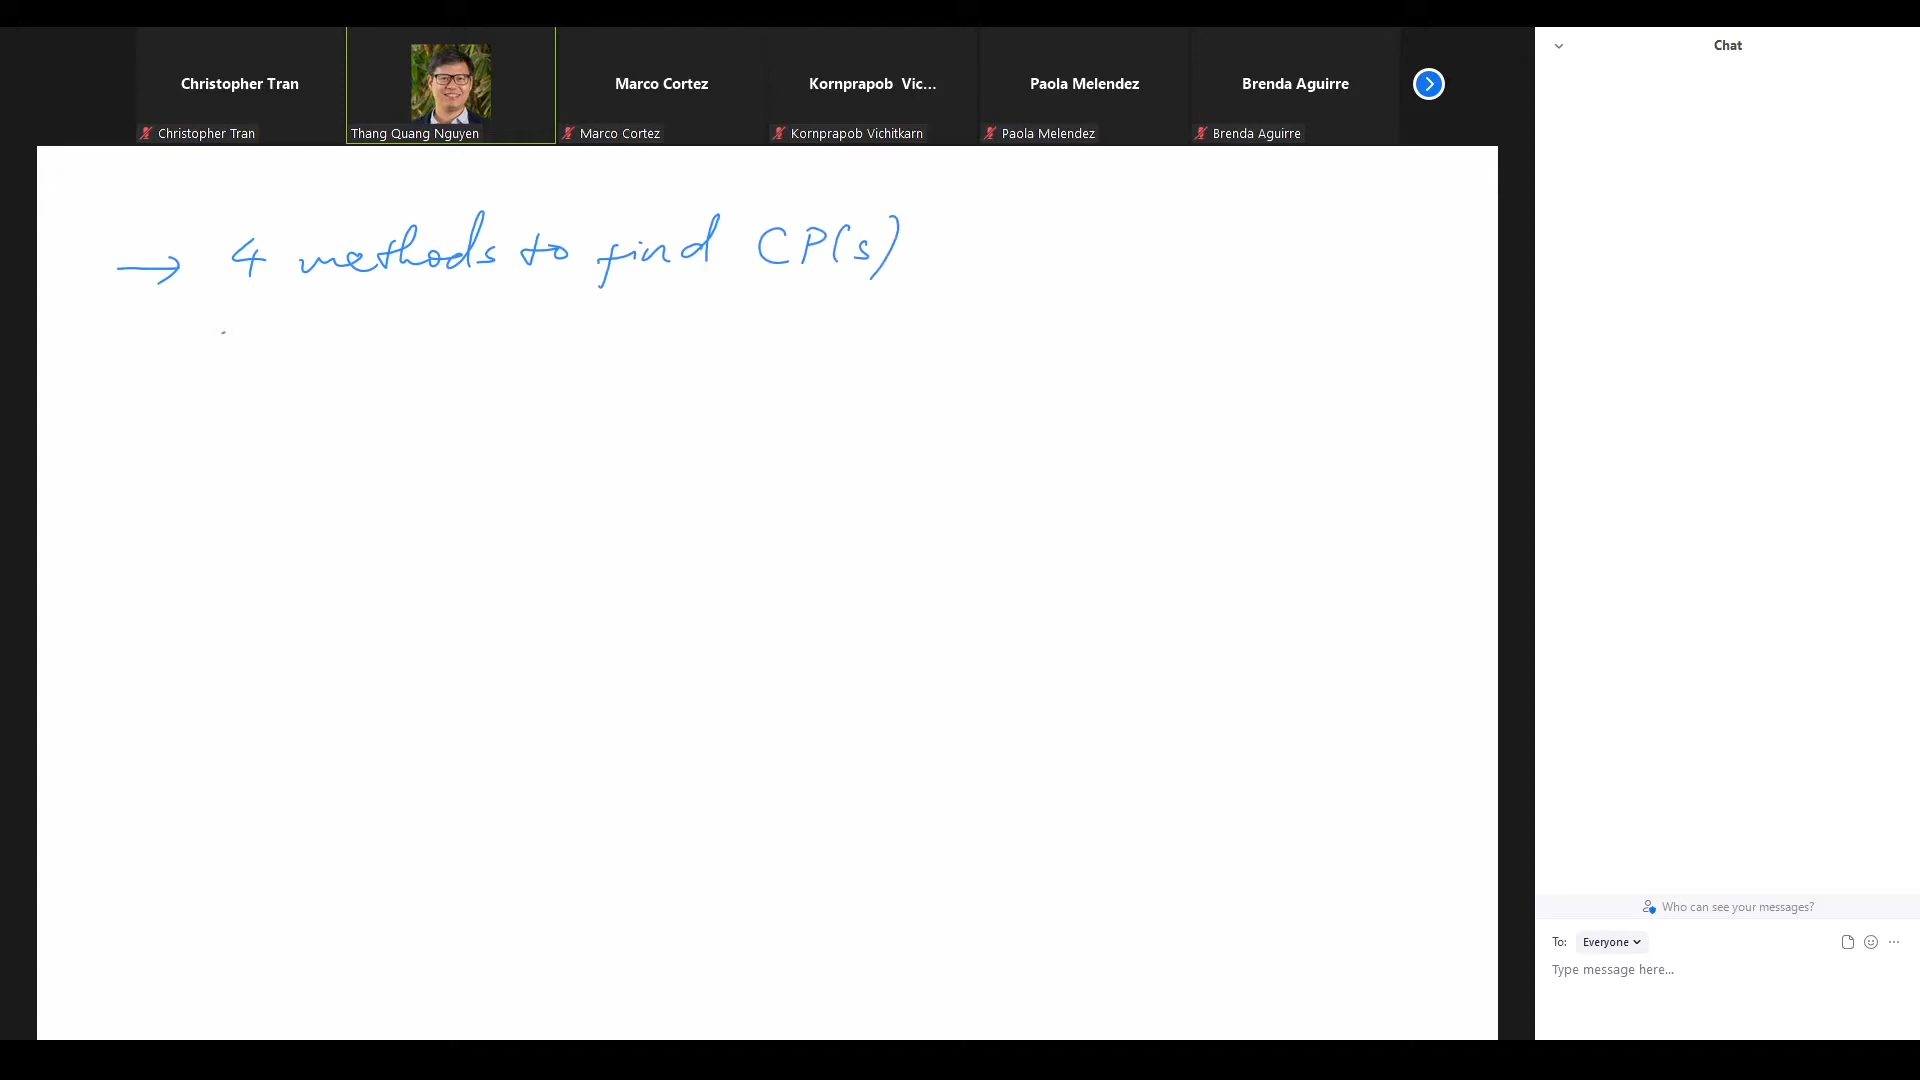 Chat
Christopher Tran
Marco Cortez
Kornprapob Vic...
Paola Melendez
Brenda Aguirre
Christopher Tran
Thang Quang Nguyen
Marco Cortez
Kornprapob Vichitkarn
Paola Melendez
Brenda Aguirre
→ 4 methods to find CP(s)
Who can see your messages?
To: Everyone
Type message here...